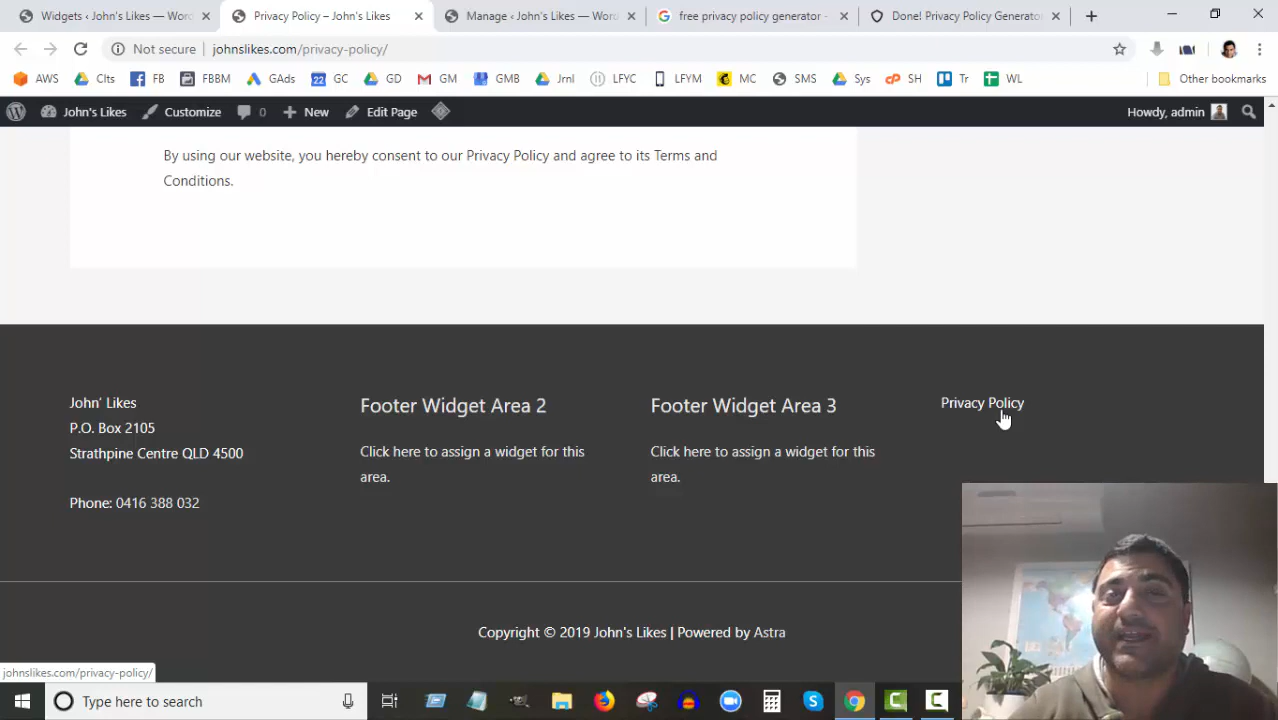 Widgets ‹ John's Likes — Word
Privacy Policy – John's Likes
Manage ‹ John's Likes — Word
free privacy policy generator -
Done! Privacy Policy Generator
Not secure | johnslikes.com/privacy-policy/
AWS Clts FB FBBM GAds 22 GC GD GM GMB Jrnl LFYC LFYM MC SMS Sys cP SH Tr WL Other bookmarks
John's Likes Customize 0 New Edit Page Howdy, admin
By using our website, you hereby consent to our Privacy Policy and agree to its Terms and
Conditions.
John' Likes
P.O. Box 2105
Strathpine Centre QLD 4500
Phone: 0416 388 032
Footer Widget Area 2
Click here to assign a widget for this
area.
Footer Widget Area 3
Click here to assign a widget for this
area.
Privacy Policy
Copyright © 2019 John's Likes | Powered by Astra
johnslikes.com/privacy-policy/
Type here to search